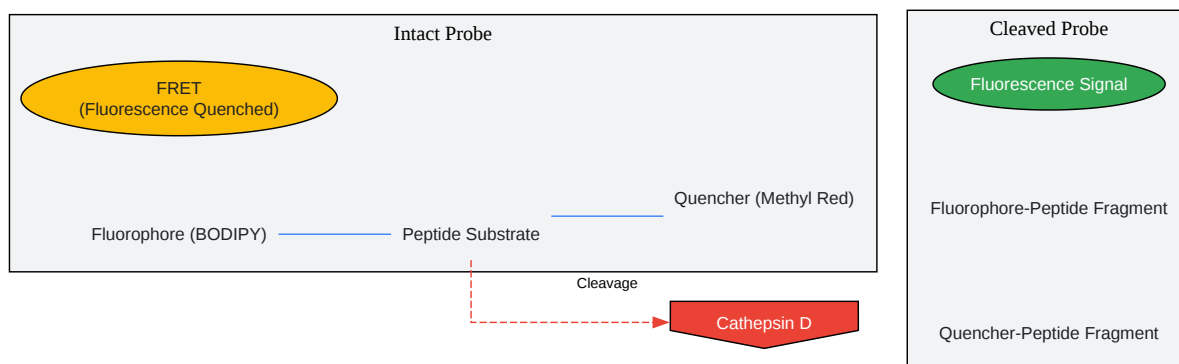 Intact Probe
FRET
(Fluorescence Quenched)
Quencher (Methyl Red)
Fluorophore (BODIPY)
Peptide Substrate
Cleavage
Cathepsin D
Cleaved Probe
Fluorescence Signal
Fluorophore-Peptide Fragment
Quencher-Peptide Fragment